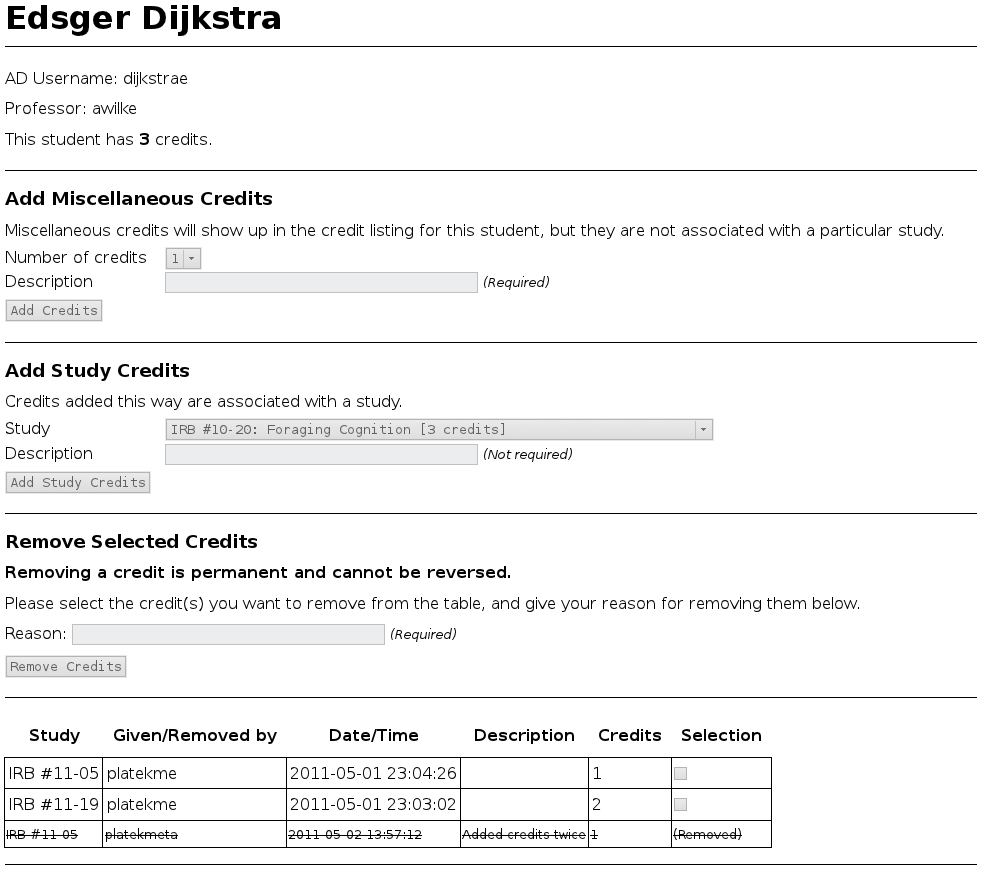 Edsger Dijkstra
AD Username: dijkstrae
Professor: awilke
This student has 3 credits.
Add Miscellaneous Credits
Miscellaneous credits will show up in the credit listing for this student, but they are not associated with a particular study.
Number of credits 1
Description (Required)
Add Credits
Add Study Credits
Credits added this way are associated with a study.
Study IRB #10-20: Foraging Cognition [3 credits]
Description (Not required)
Add Study Credits
Remove Selected Credits
Removing a credit is permanent and cannot be reversed.
Please select the credit(s) you want to remove from the table, and give your reason for removing them below.
Reason: (Required)
Remove Credits
Study Given/Removed by Date/Time Description Credits Selection
IRB #11-05 platekme 2011-05-01 23:04:26 1
IRB #11-19 platekme 2011-05-01 23:03:02 2
IRB #11-05 platekmeta 2011-05-02 13:57:12 Added credits twice 1 (Removed)